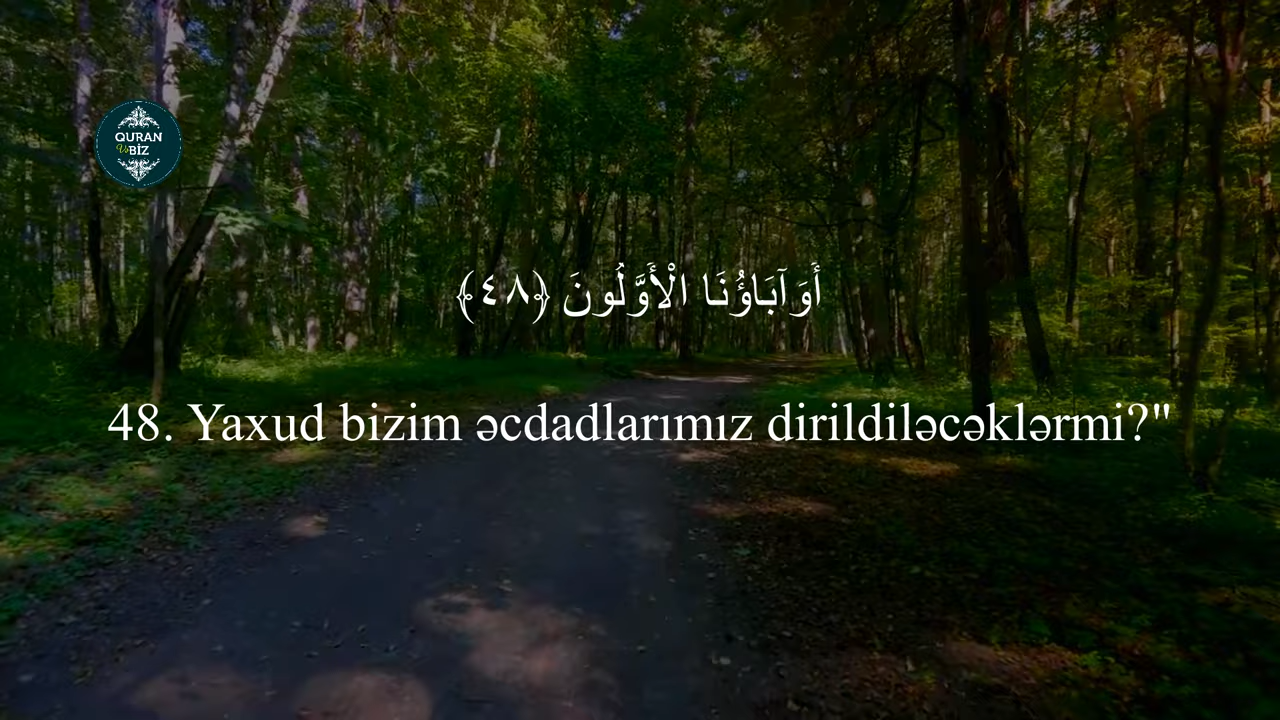 QURAN
Və BİZ
أَوَآبَاؤُنَا الْأَوَّلُونَ ﴿٤٨﴾
48. Yaxud bizim əcdadlarımız dirildiləcəklərmi?"